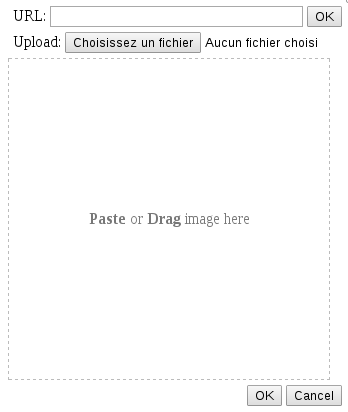 URL: OK
Upload: Choisissez un fichier Aucun fichier choisi
Paste or Drag image here
OK Cancel